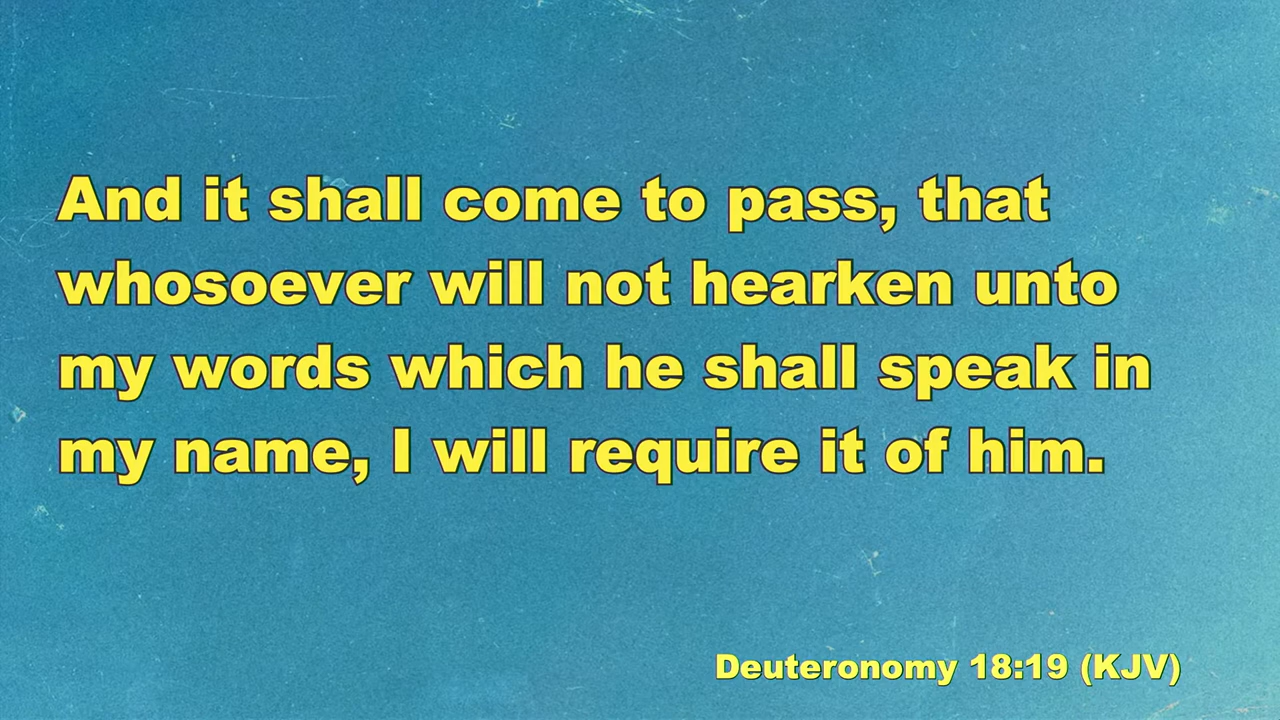 And it shall come to pass, that
whosoever will not hearken unto
my words which he shall speak in
my name, I will require it of him.
Deuteronomy 18:19 (KJV)